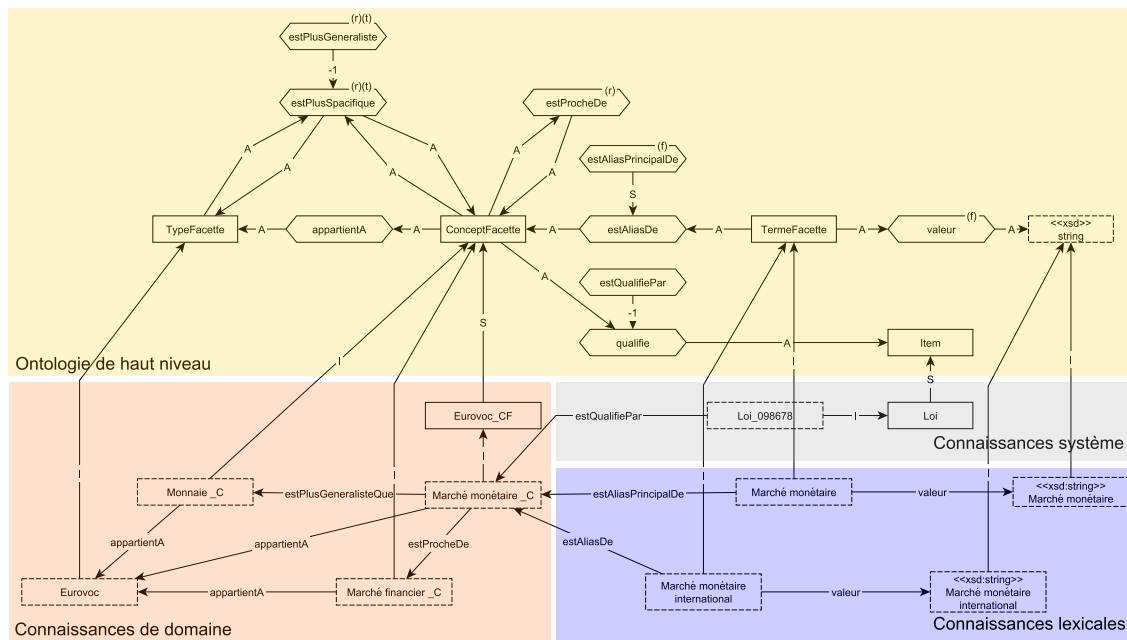 (r)(t)
estPlusGeneraliste
-1
(r)(t)
estPlusSpacifique
(r)
estProcheDe
A
A
A
A
A
A
(f)
estAliasPrincipalDe
S
TypeFacette
A
appartientA
A
ConceptFacette
A
estAliasDe
A
TermeFacette
A
(f)
valeur
A
<<xsd>>
string
A
estQualifiePar
-1
qualifie
A
Item
S
I
S
Ontologie de haut niveau
I
I
Eurovoc_CF
estQualifiePar
Loi_098678
I
Loi
Connaissances système
I
I
I
I
I
I
Monnaie _C
estPlusGeneralisteQue
Marché monétaire _C
estAliasPrincipalDe
Marché monétaire
valeur
<<xsd:string>>
Marché monétaire
appartientA
appartientA
estProcheDe
estAliasDe
Eurovoc
appartientA
Marché financier _C
Marché monétaire
international
valeur
<<xsd:string>>
Marché monétaire
international
Connaissances de domaine
Connaissances lexicales